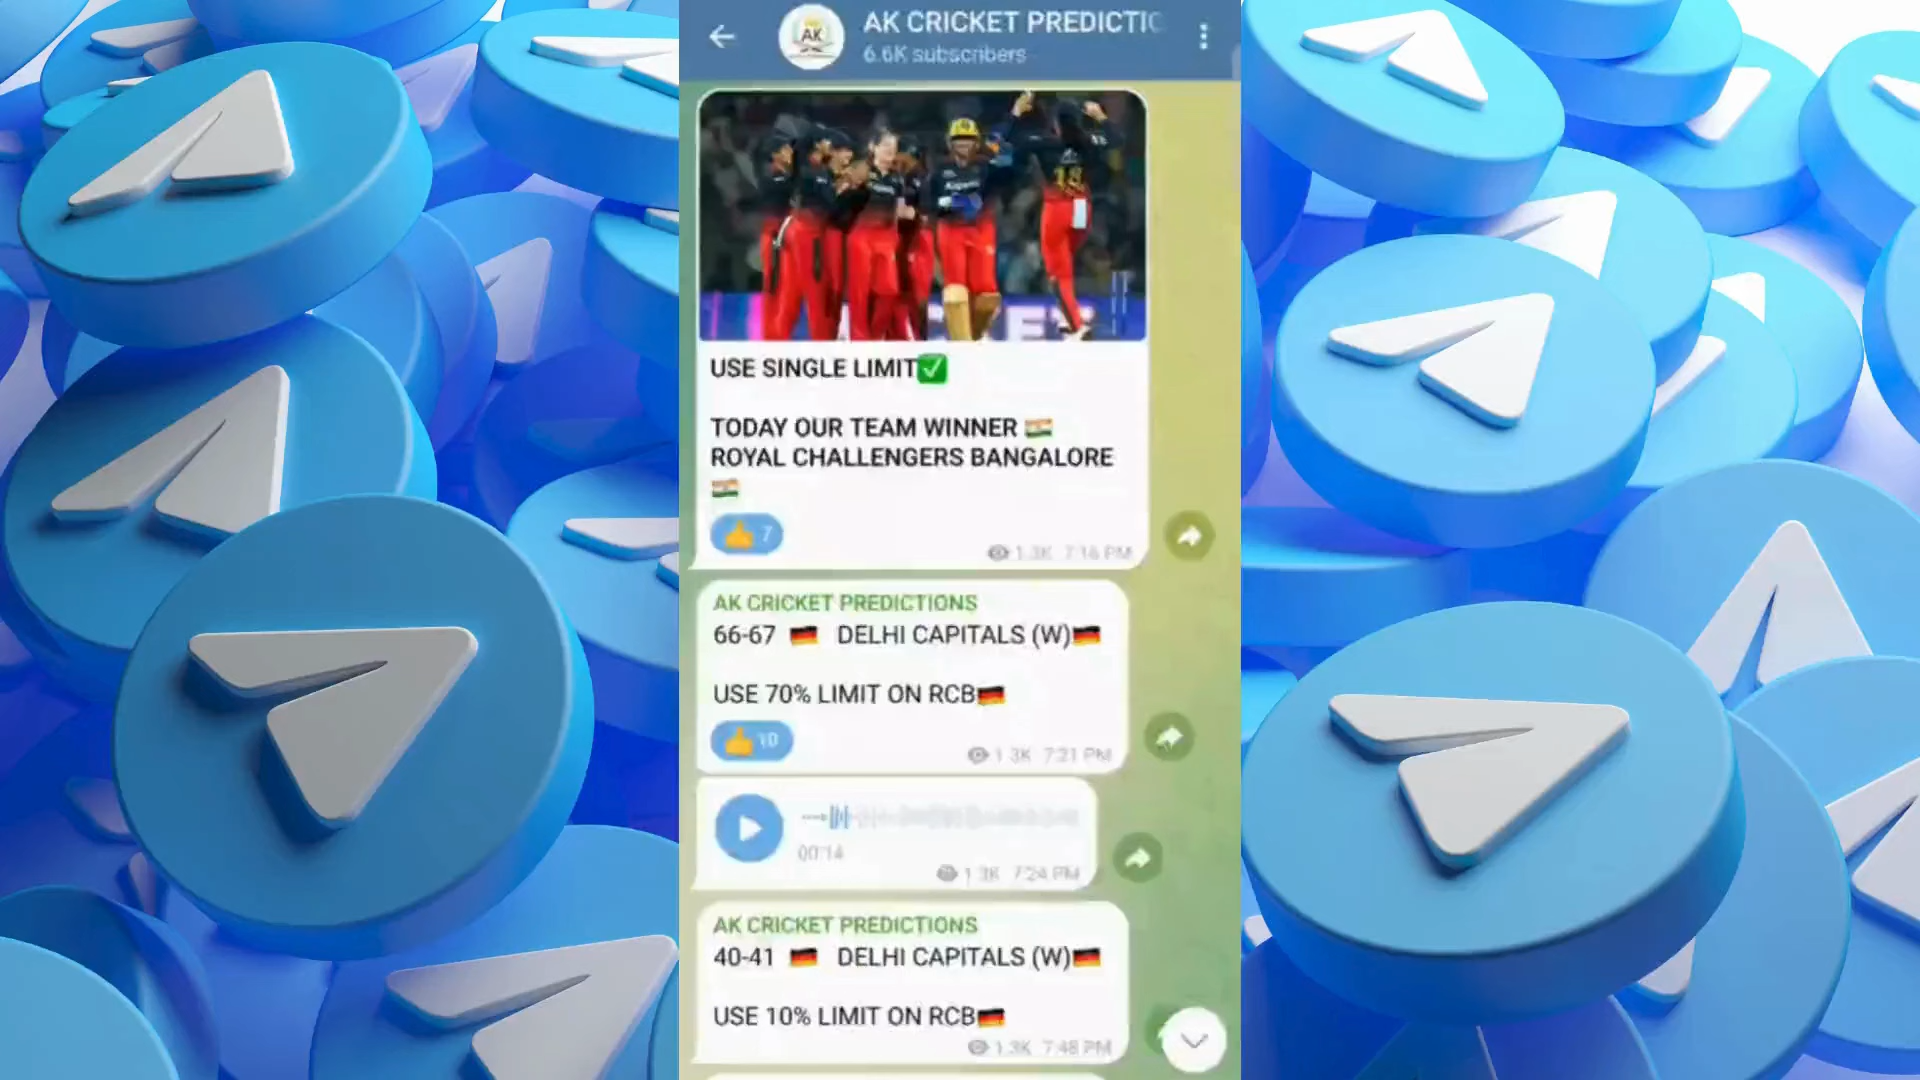 AK CRICKET PREDICTIC
6.6K subscribers
AK
18
USE SINGLE LIMIT✅
TODAY OUR TEAM WINNER 🇮🇳
ROYAL CHALLENGERS BANGALORE
🇮🇳
👍 7
1.3K 7:16 PM
AK CRICKET PREDICTIONS
66-67 🇩🇪 DELHI CAPITALS (W)🇩🇪
USE 70% LIMIT ON RCB🇩🇪
👍 10
1.3K 7:21 PM
00:14
1.3K 7:24 PM
AK CRICKET PREDICTIONS
40-41 🇩🇪 DELHI CAPITALS (W)🇩🇪
USE 10% LIMIT ON RCB🇩🇪
1.3K 7:48 PM